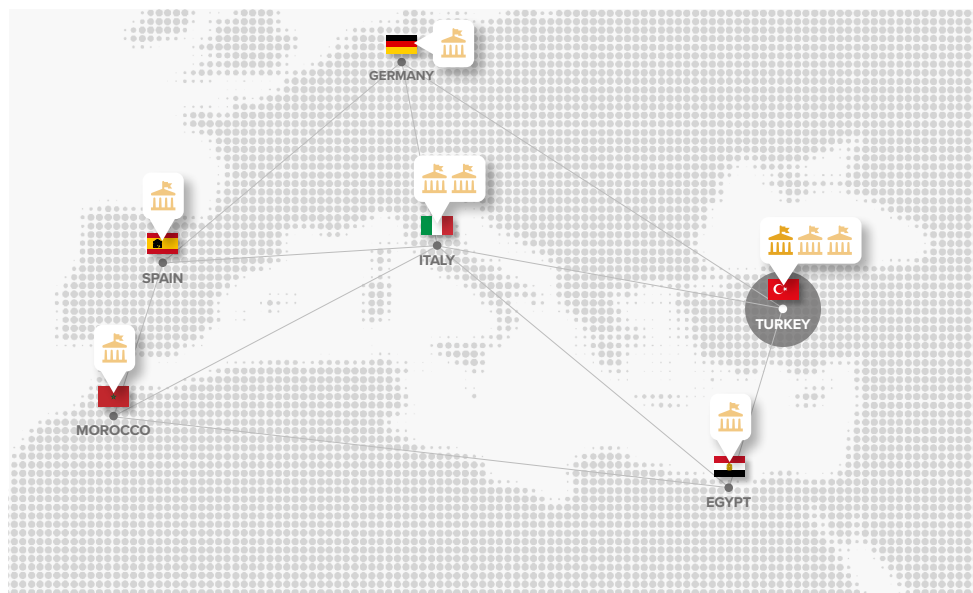 GERMANY
ITALY
SPAIN
TURKEY
MOROCCO
EGYPT